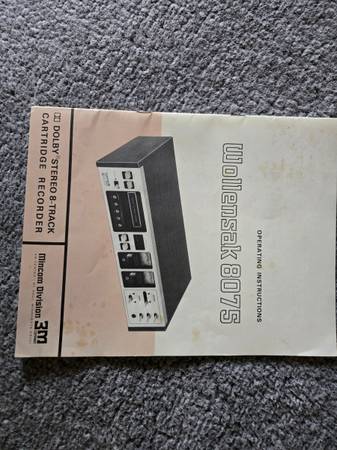 OPERATING INSTRUCTIONS
Wollensak 8075
DOLBY STEREO 8-TRACK
CARTRIDGE RECORDER
Mincom Division 3M